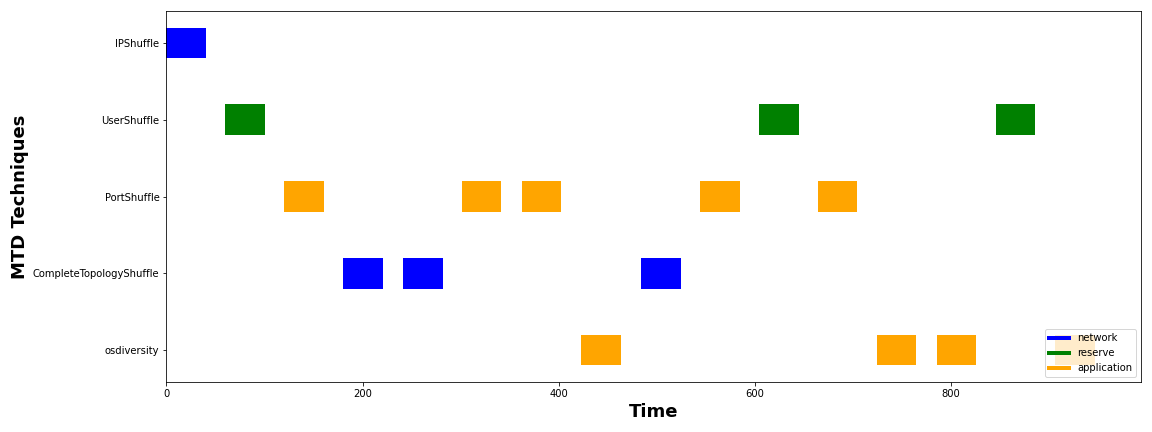 MTD Techniques
IPShuffle
UserShuffle
PortShuffle
CompleteTopologyShuffle
osdiversity
network
reserve
application
0 200 400 600 800
Time